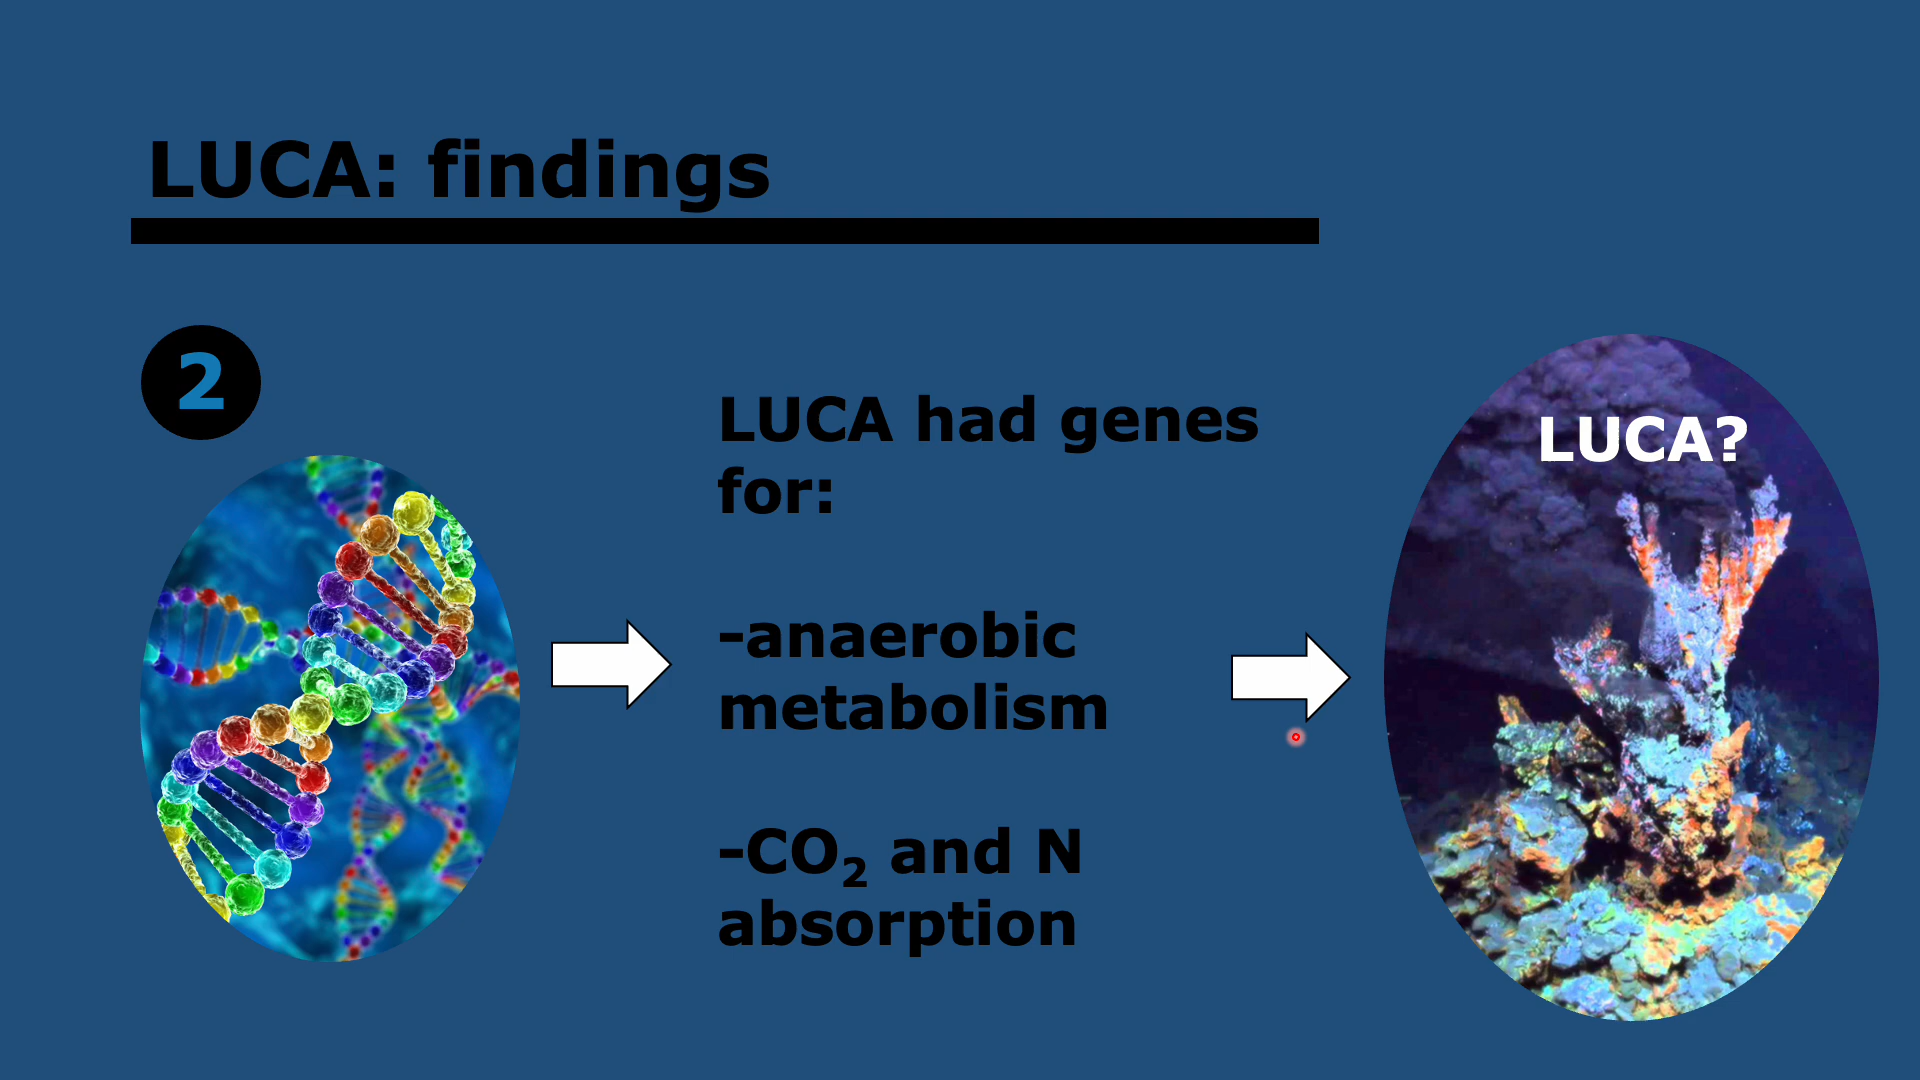 LUCA: findings
2
LUCA had genes
for:
-anaerobic
metabolism
-CO₂ and N
absorption
LUCA?